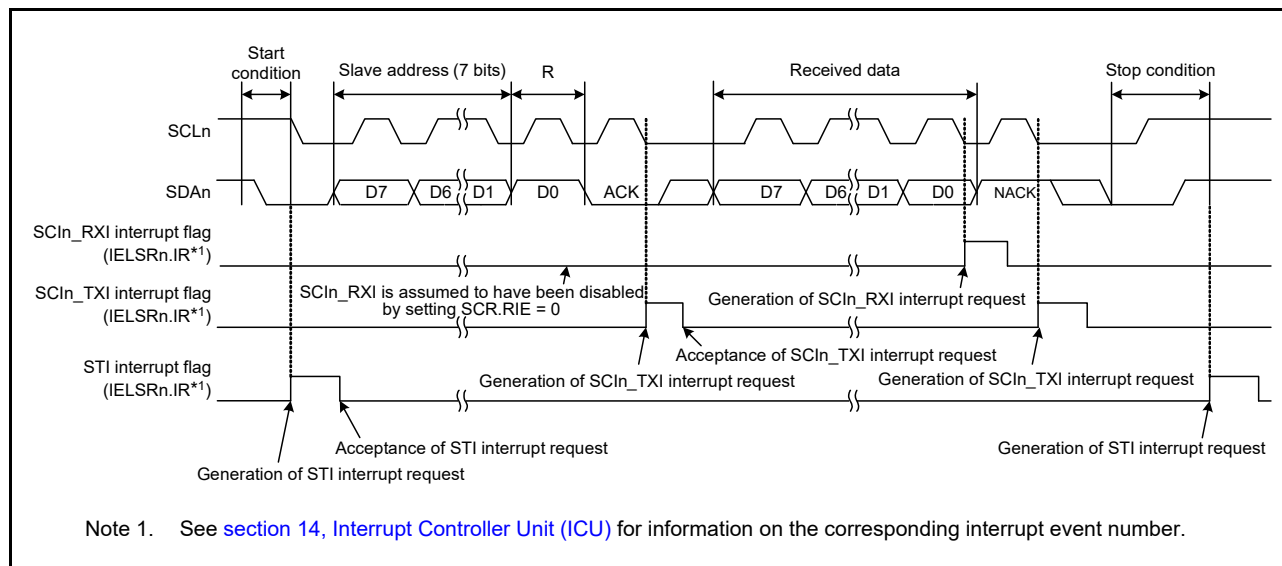 Start
condition
Slave address (7 bits)
R
Received data
Stop condition
SCLn
SDAn
D7
D6
D1
D0
ACK
D7
D6
D1
D0
NACK
SCIn_RXI interrupt flag
(IELSRn.IR*1)
SCIn_RXI is assumed to have been disabled
by setting SCR.RIE = 0
Generation of SCIn_RXI interrupt request
SCIn_TXI interrupt flag
(IELSRn.IR*1)
Acceptance of SCIn_TXI interrupt request
Generation of SCIn_TXI interrupt request
Generation of SCIn_TXI interrupt request
STI interrupt flag
(IELSRn.IR*1)
Acceptance of STI interrupt request
Generation of STI interrupt request
Generation of STI interrupt request
Note 1. See section 14, Interrupt Controller Unit (ICU) for information on the corresponding interrupt event number.